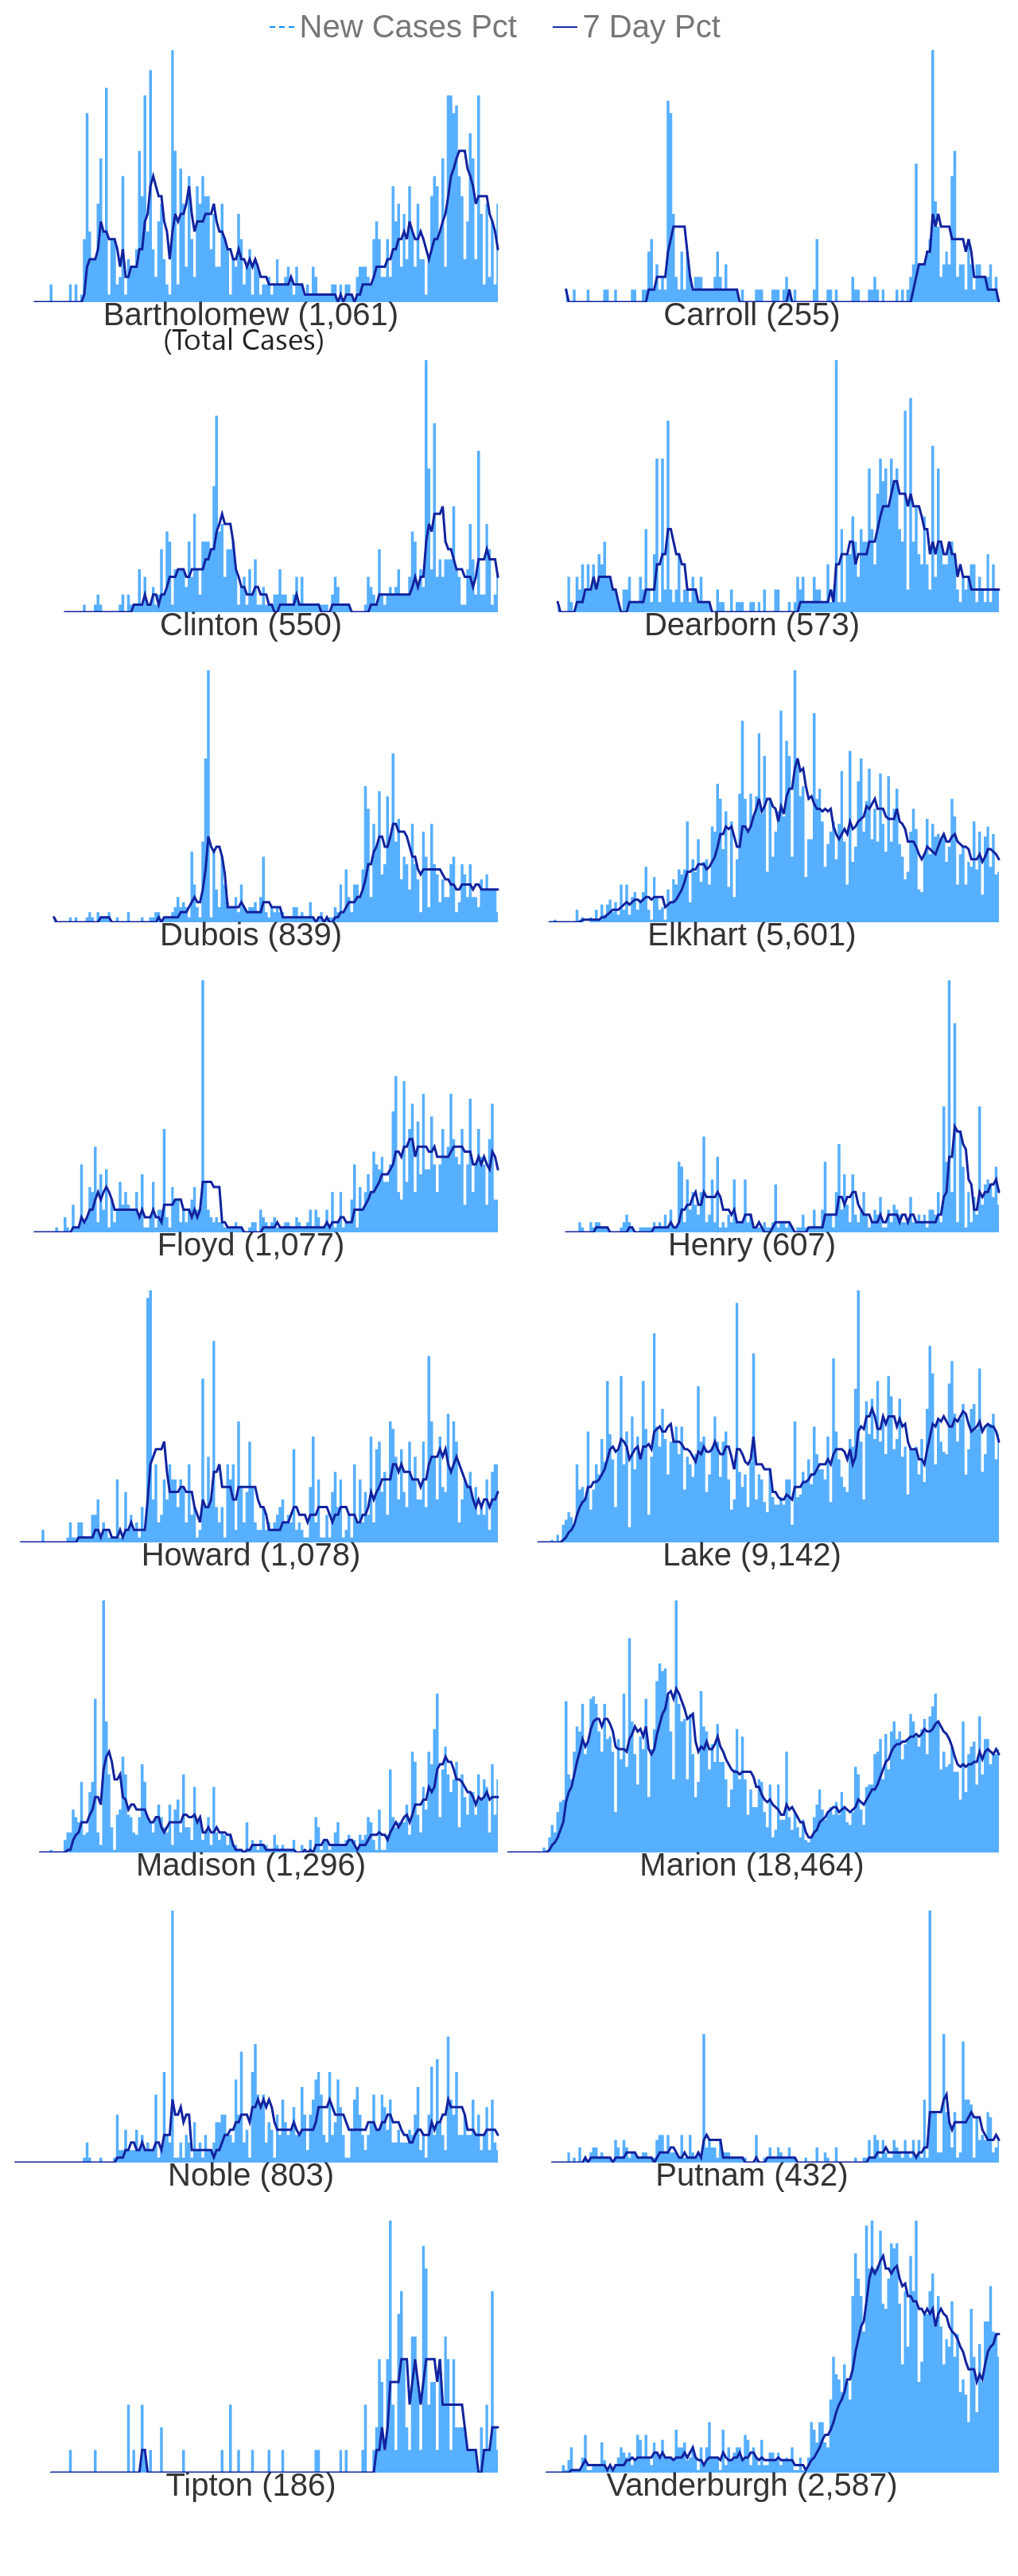 New Cases Pct 7 Day Pct
Bartholomew (1,061) Carroll (255)
(Total Cases)
Clinton (550) Dearborn (573)
Dubois (839) Elkhart (5,601)
Floyd (1,077) Henry (607)
Howard (1,078) Lake (9,142)
Madison (1,296) Marion (18,464)
Noble (803) Putnam (432)
Tipton (186) Vanderburgh (2,587)